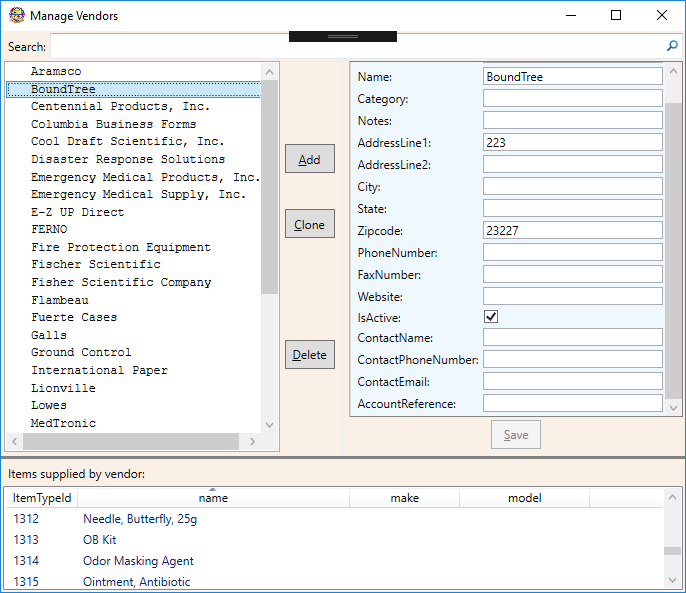 Manage Vendors
Search:
Aramsco
BoundTree
Centennial Products, Inc.
Columbia Business Forms
Cool Draft Scientific, Inc.
Disaster Response Solutions
Emergency Medical Products, Inc.
Emergency Medical Supply, Inc.
E-Z UP Direct
FERNO
Fire Protection Equipment
Fischer Scientific
Fisher Scientific Company
Flambeau
Fuerte Cases
Galls
Ground Control
International Paper
Lionville
Lowes
MedTronic
Add
Clone
Delete
Name: BoundTree
Category:
Notes:
AddressLine1: 223
AddressLine2:
City:
State:
Zipcode: 23227
PhoneNumber:
FaxNumber:
Website:
IsActive:
ContactName:
ContactPhoneNumber:
ContactEmail:
AccountReference:
Save
Items supplied by vendor:
ItemTypeId name make model
1312 Needle, Butterfly, 25g
1313 OB Kit
1314 Odor Masking Agent
1315 Ointment, Antibiotic